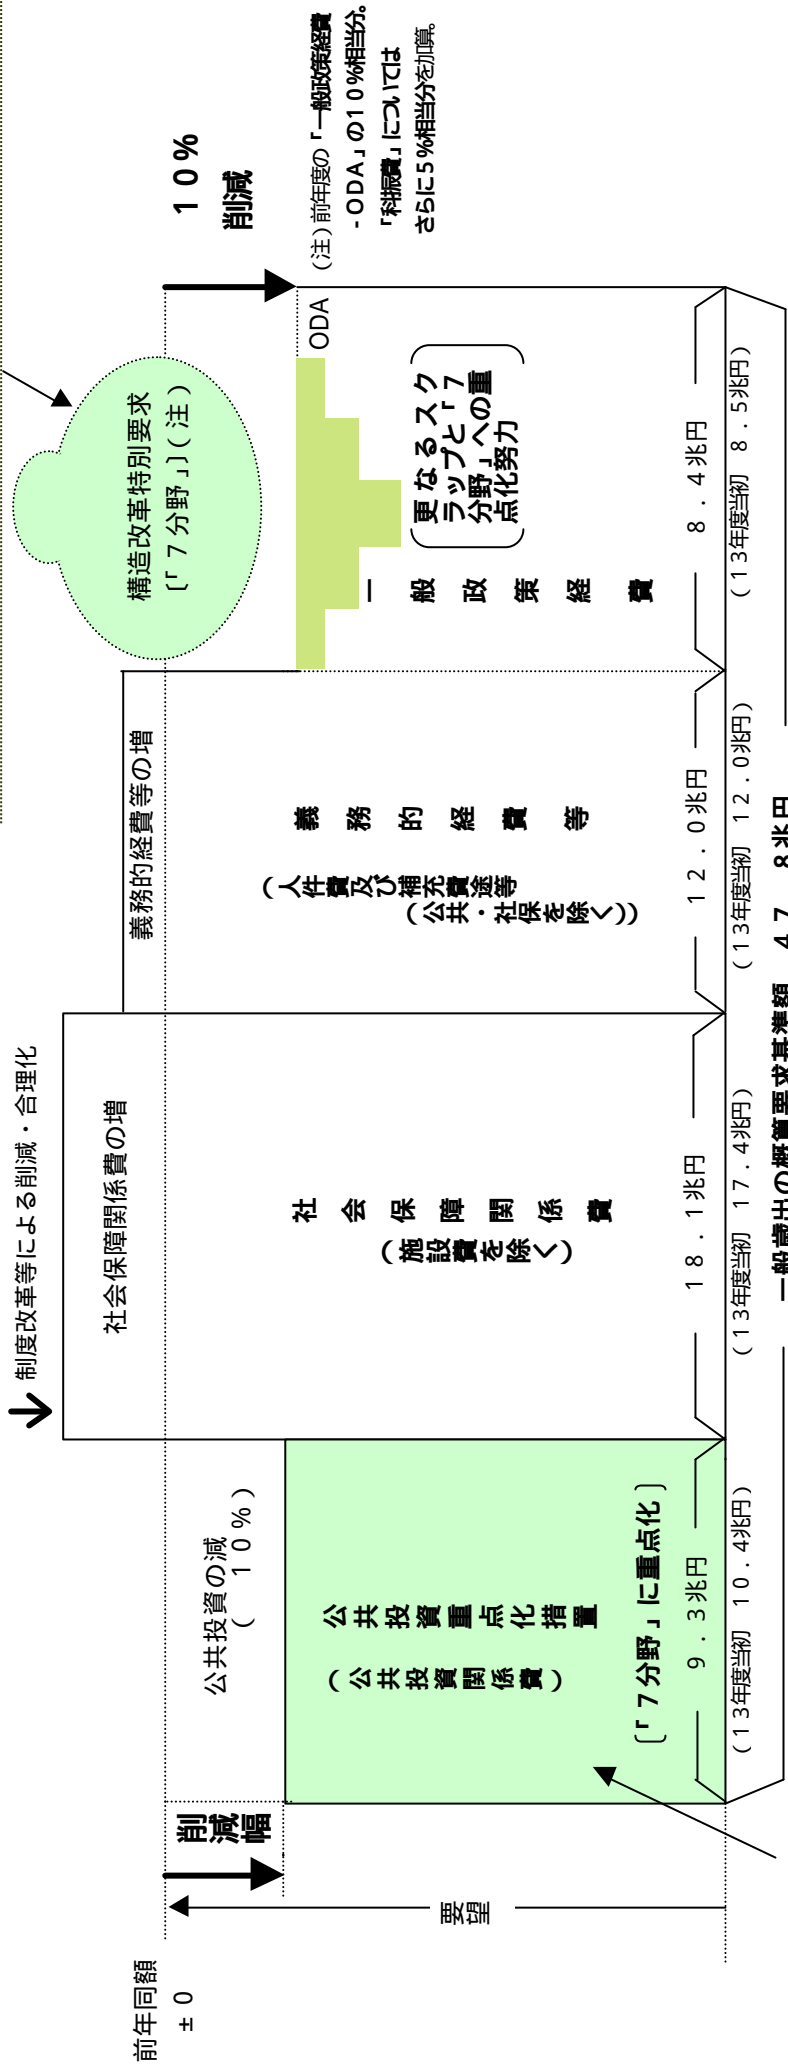 制度改革等による削減・合理化
前年同額
±0
削減幅
要望
公共投資の減
( 10%)
公共投資重点化措置
(公共投資関係費)
〔「7分野」に重点化〕
9.3兆円
(13年度当初 10.4兆円)
社会保障関係費の増
社会保障関係費
(施設費を除く)
18.1兆円
(13年度当初 17.4兆円)
義務的経費等の増
義務的経費等
(人件費及び補充費途等
(公共・社保を除く))
12.0兆円
(13年度当初 12.0兆円)
構造改革特別要求
〔「7分野」〕(注)
ODA
一般政策経費
更なるスク
ラップと「7
分野」への重
点化努力
8.4兆円
(13年度当初 8.5兆円)
10%
削減
(注)前年度の「一般政策経費
-ODA」の10%相当分。
「科振費」については
さらに5%相当分を加算。
一般歳出の概算要求基準額 47.8兆円